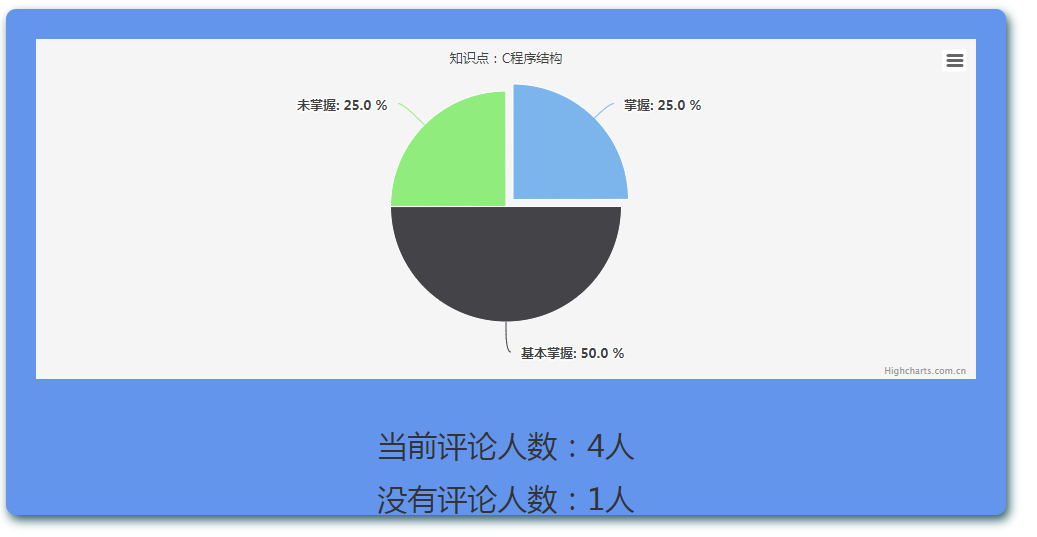 知识点：C程序结构
未掌握: 25.0 %
掌握: 25.0 %
基本掌握: 50.0 %
Highcharts.com.cn
当前评论人数：4人
没有评论人数：1人